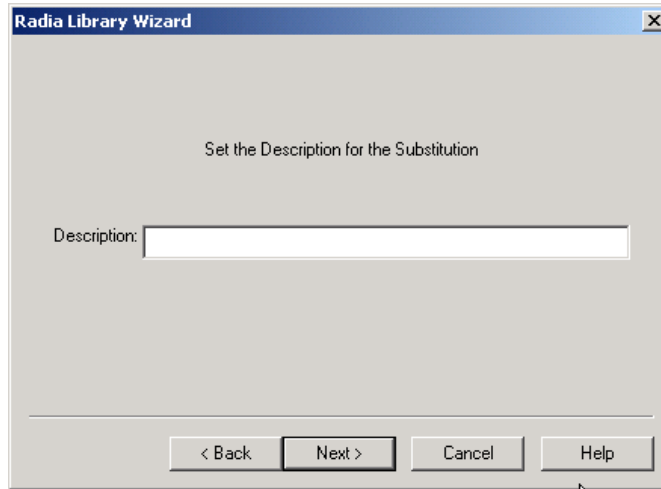 Radia Library Wizard
Set the Description for the Substitution
Description:
< Back Next > Cancel Help